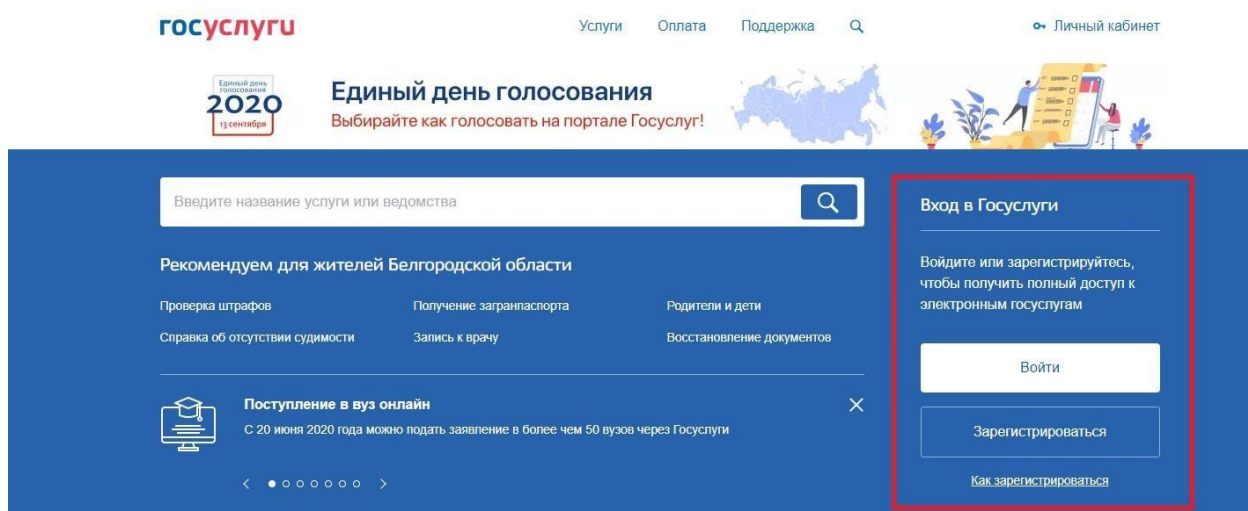 госуслуги
Услуги Оплата Поддержка
Личный кабинет
Единый день
голосования
2020
13 сентября
Единый день голосования
Выбирайте как голосовать на портале Госуслуг!
Введите название услуги или ведомства
Рекомендуем для жителей Белгородской области
Проверка штрафов Получение загранпаспорта Родители и дети
Справка об отсутствии судимости Запись к врачу Восстановление документов
Поступление в вуз онлайн
С 20 июня 2020 года можно подать заявление в более чем 50 вузов через Госуслуги
Вход в Госуслуги
Войдите или зарегистрируйтесь,
чтобы получить полный доступ к
электронным госуслугам
Войти
Зарегистрироваться
Как зарегистрироваться